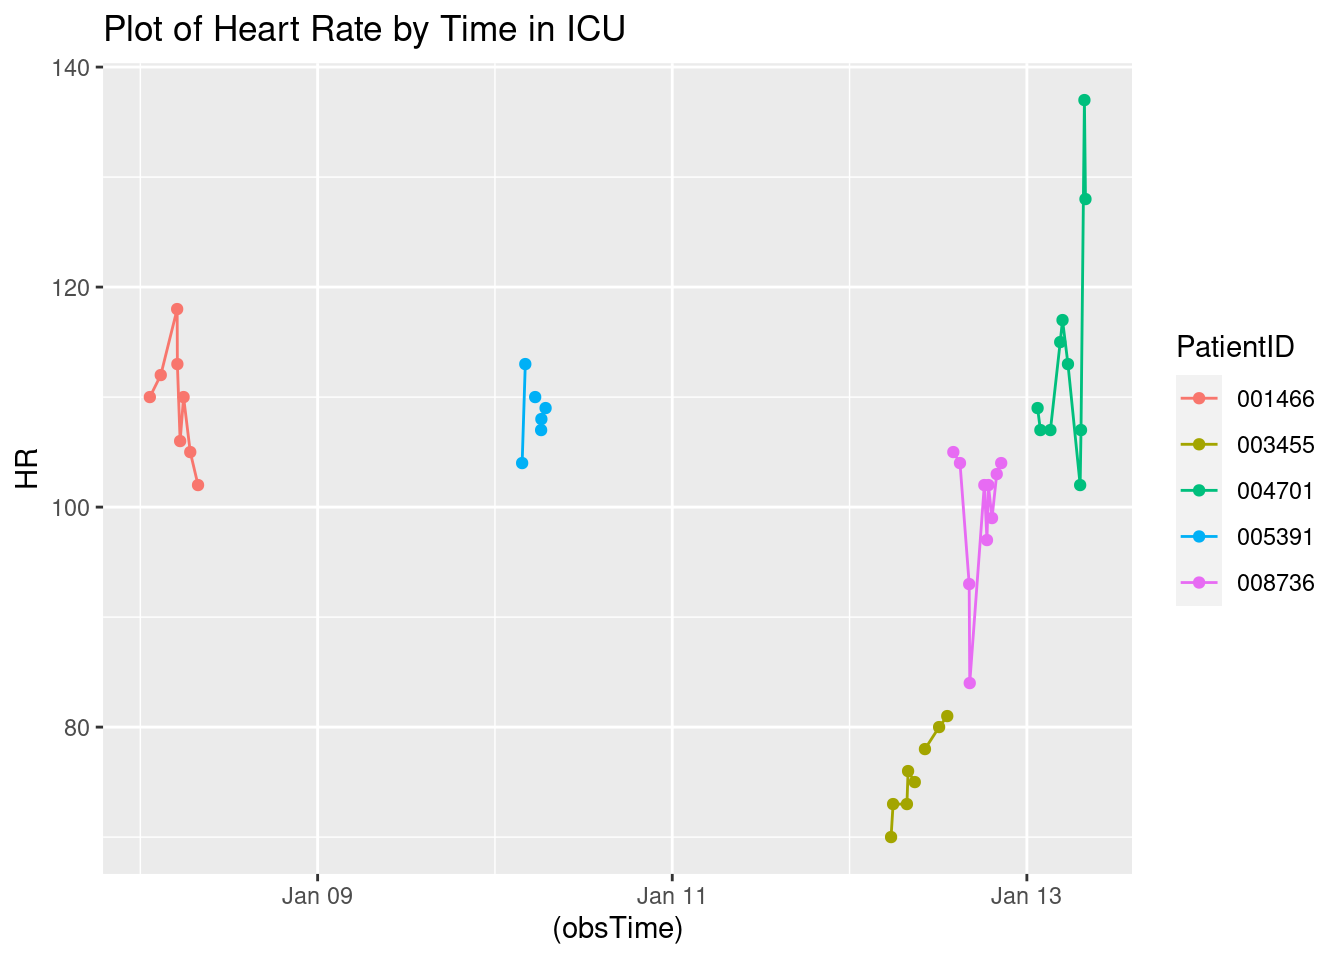 Plot of Heart Rate by Time in ICU
140
120
100
80
HR
Jan 09
Jan 11
Jan 13
(obsTime)
PatientID
001466
003455
004701
005391
008736